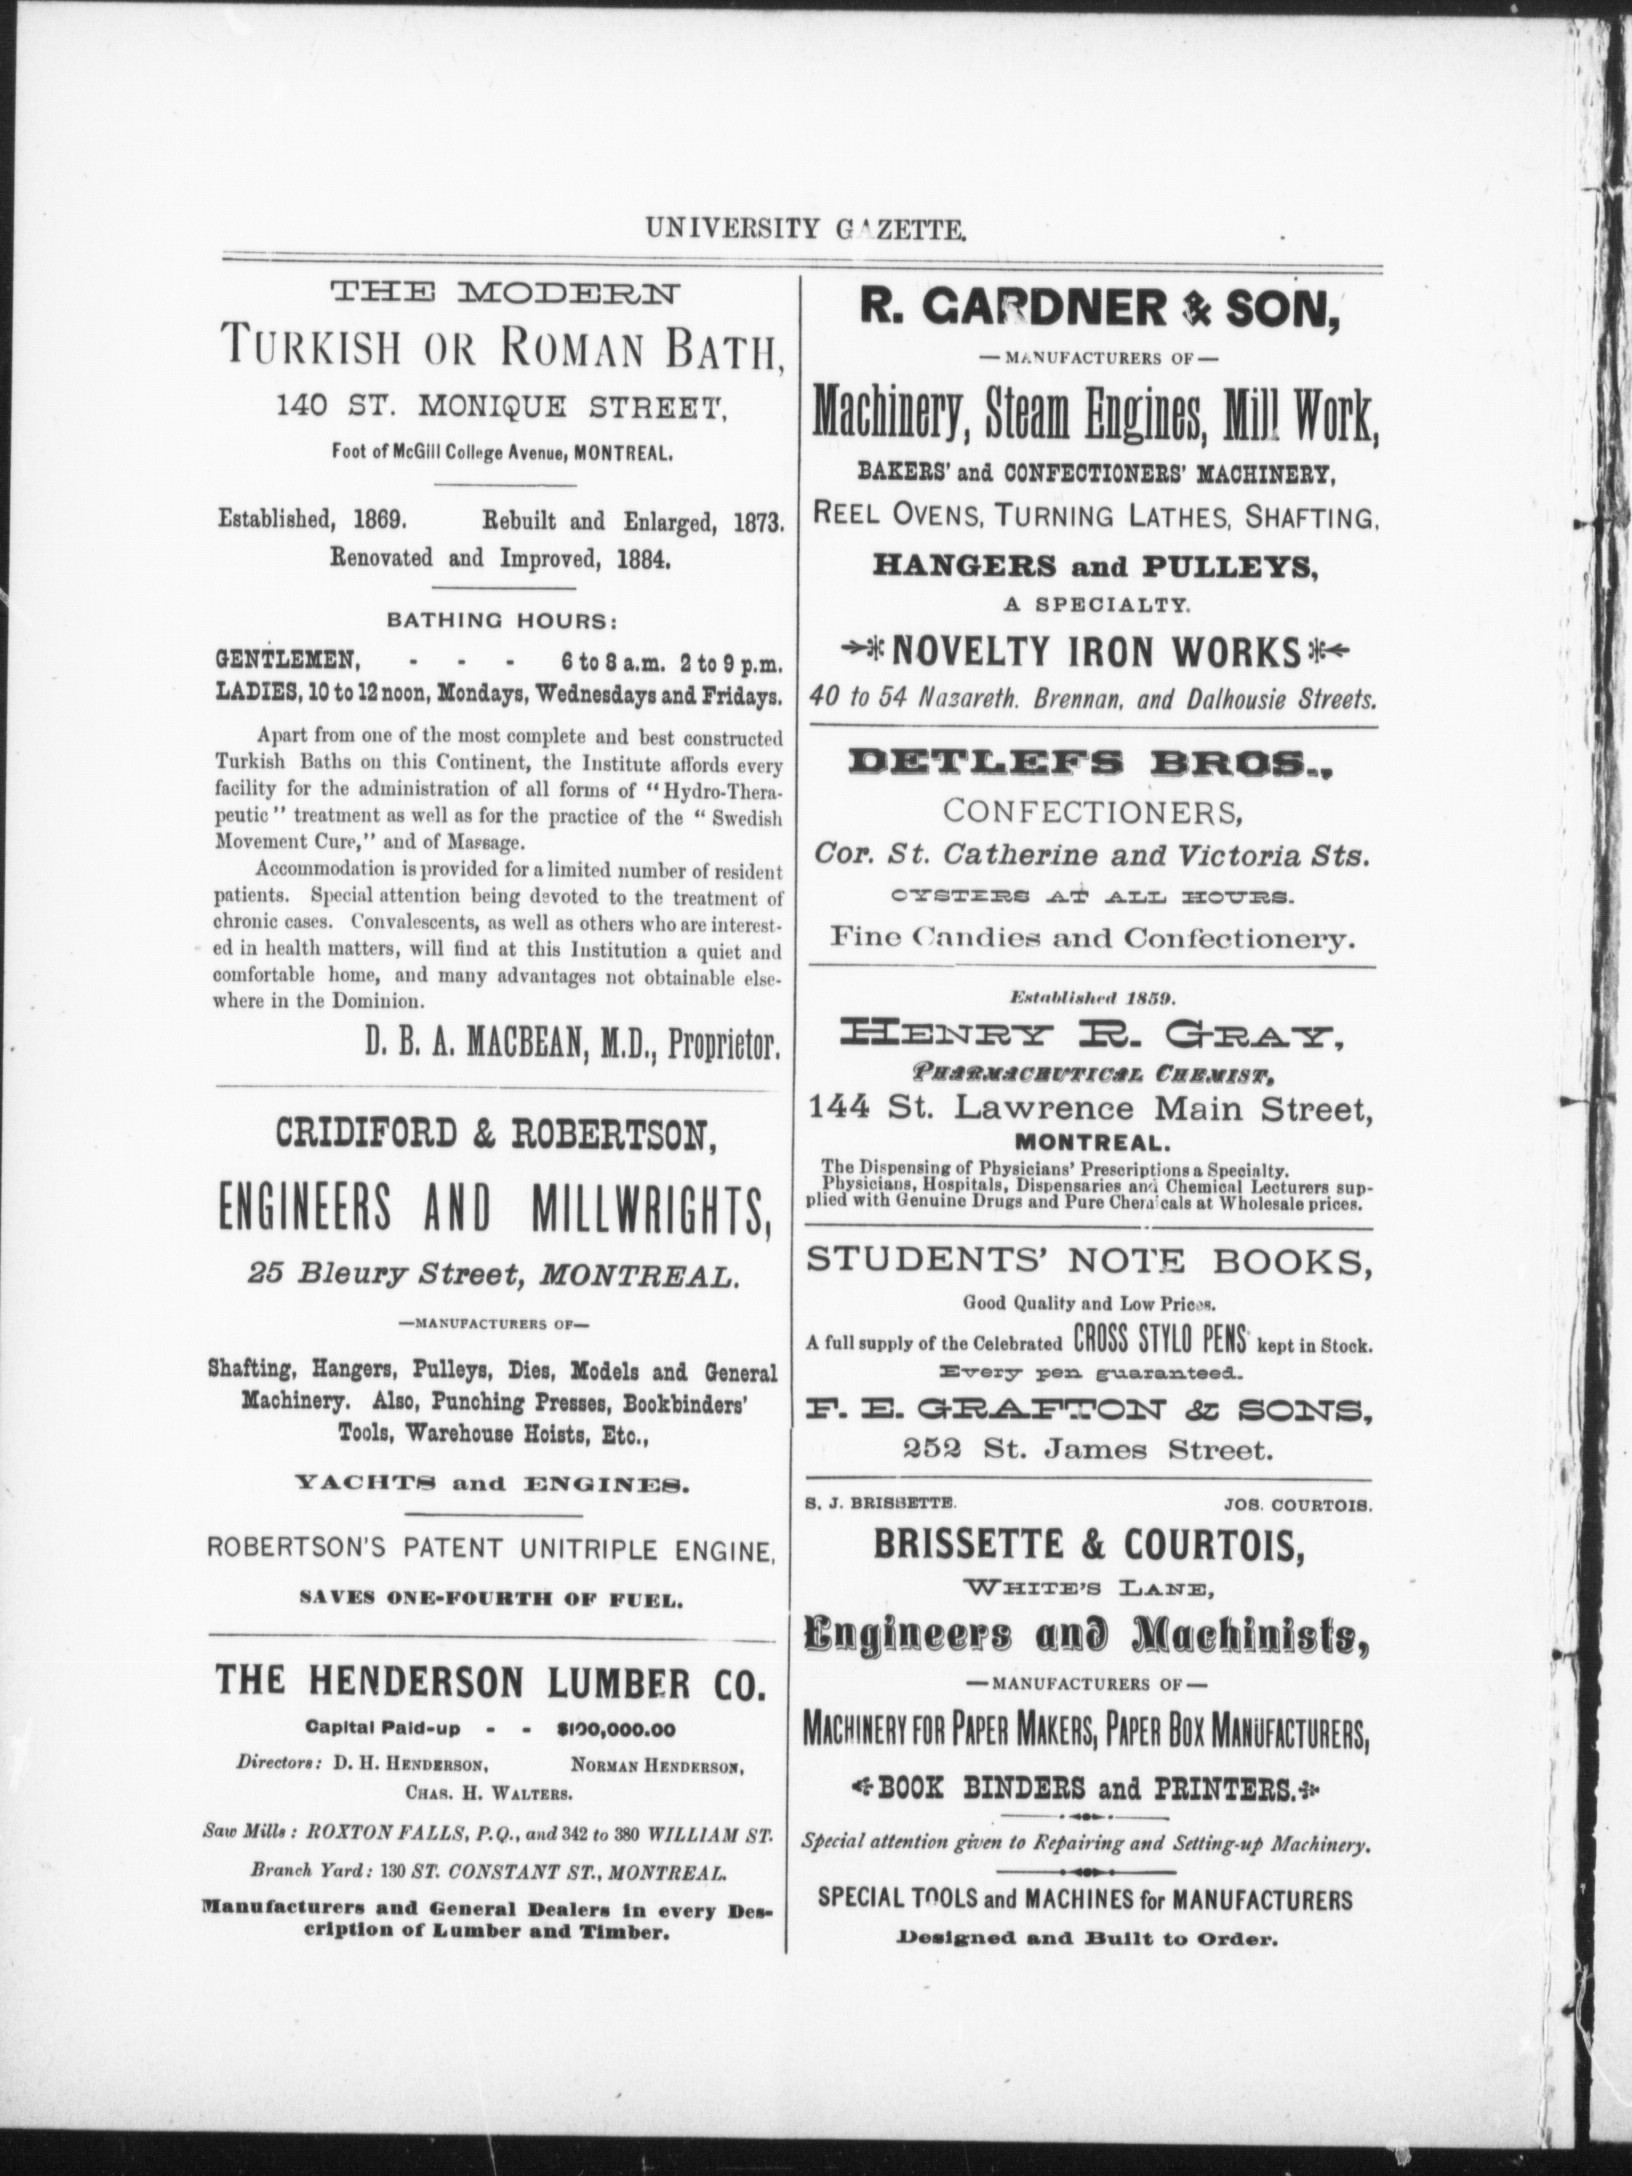 UNIVERSITY GAZETTE.
THE MODERN
TURKISH OR ROMAN BATH,
140 ST. MONIQUE STREET,
Foot of McGill College Avenue, MONTREAL.
Established, 1869. Rebuilt and Enlarged, 1873.
Renovated and Improved, 1884.
BATHING HOURS:
GENTLEMEN, - - - 6 to 8 a.m. 2 to 9 p.m.
LADIES, 10 to 12 noon, Mondays, Wednesdays and Fridays.
Apart from one of the most complete and best constructed
Turkish Baths on this Continent, the Institute affords every
facility for the administration of all forms of "Hydro-Thera-
peutic" treatment as well as for the practice of the "Swedish
Movement Cure," and of Massage.
Accommodation is provided for a limited number of resident
patients. Special attention being devoted to the treatment of
chronic cases. Convalescents, as well as others who are interest-
ed in health matters, will find at this Institution a quiet and
comfortable home, and many advantages not obtainable else-
where in the Dominion.
D. B. A. MACBEAN, M.D., Proprietor.
CRIDIFORD & ROBERTSON,
ENGINEERS AND MILLWRIGHTS,
25 Bleury Street, MONTREAL.
—MANUFACTURERS OF—
Shafting, Hangers, Pulleys, Dies, Models and General
Machinery. Also, Punching Presses, Bookbinders'
Tools, Warehouse Hoists, Etc.,
YACHTS and ENGINES.
ROBERTSON'S PATENT UNITRIPLE ENGINE,
SAVES ONE-FOURTH OF FUEL.
THE HENDERSON LUMBER CO.
Capital Paid-up - - $100,000.00
Directors: D. H. HENDERSON, NORMAN HENDERSON,
CHAS. H. WALTERS.
Saw Mills: ROXTON FALLS, P.Q., and 342 to 380 WILLIAM ST.
Branch Yard: 130 ST. CONSTANT ST., MONTREAL.
Manufacturers and General Dealers in every Des-
cription of Lumber and Timber.
R. GARDNER & SON,
—MANUFACTURERS OF—
Machinery, Steam Engines, Mill Work,
BAKERS' and CONFECTIONERS' MACHINERY,
REEL OVENS, TURNING LATHES, SHAFTING,
HANGERS and PULLEYS,
A SPECIALTY.
NOVELTY IRON WORKS
40 to 54 Nazareth. Brennan, and Dalhousie Streets.
DETLEFS BROS.,
CONFECTIONERS,
Cor. St. Catherine and Victoria Sts.
OYSTERS AT ALL HOURS.
Fine Candies and Confectionery.
Established 1859.
HENRY R. GRAY,
PHARMACEUTICAL CHEMIST,
144 St. Lawrence Main Street,
MONTREAL.
The Dispensing of Physicians' Prescriptions a Specialty.
Physicians, Hospitals, Dispensaries and Chemical Lecturers sup-
plied with Genuine Drugs and Pure Chemicals at Wholesale prices.
STUDENTS' NOTE BOOKS,
Good Quality and Low Prices.
A full supply of the Celebrated CROSS STYLO PENS kept in Stock.
Every pen guaranteed.
F. E. GRAFTON & SONS,
252 St. James Street.
S. J. BRISSETTE. JOS. COURTOIS.
BRISSETTE & COURTOIS,
WHITE'S LANE,
Engineers and Machinists,
—MANUFACTURERS OF—
MACHINERY FOR PAPER MAKERS, PAPER BOX MANUFACTURERS,
BOOK BINDERS and PRINTERS.
Special attention given to Repairing and Setting-up Machinery.
SPECIAL TOOLS and MACHINES for MANUFACTURERS
Designed and Built to Order.